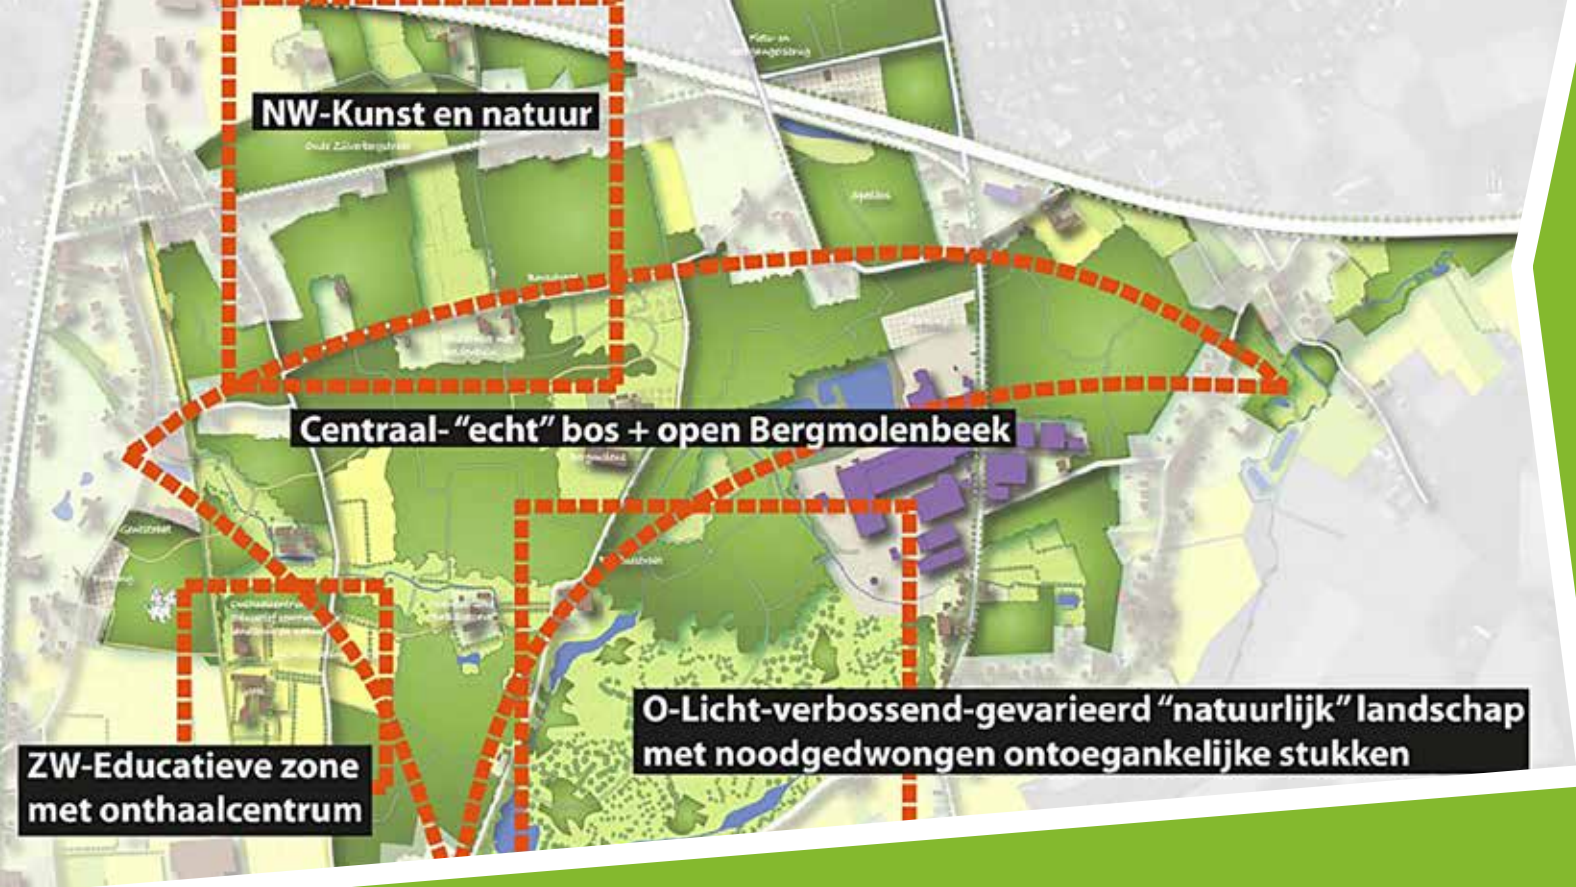 NW-Kunst en natuur
Centraal- “echt” bos + open Bergmolenbeek
O-Licht-verbossend-gevarieerd “natuurlijk” landschap
met noodgedwongen ontoegankelijke stukken
ZW-Educatieve zone
met onthaalcentrum